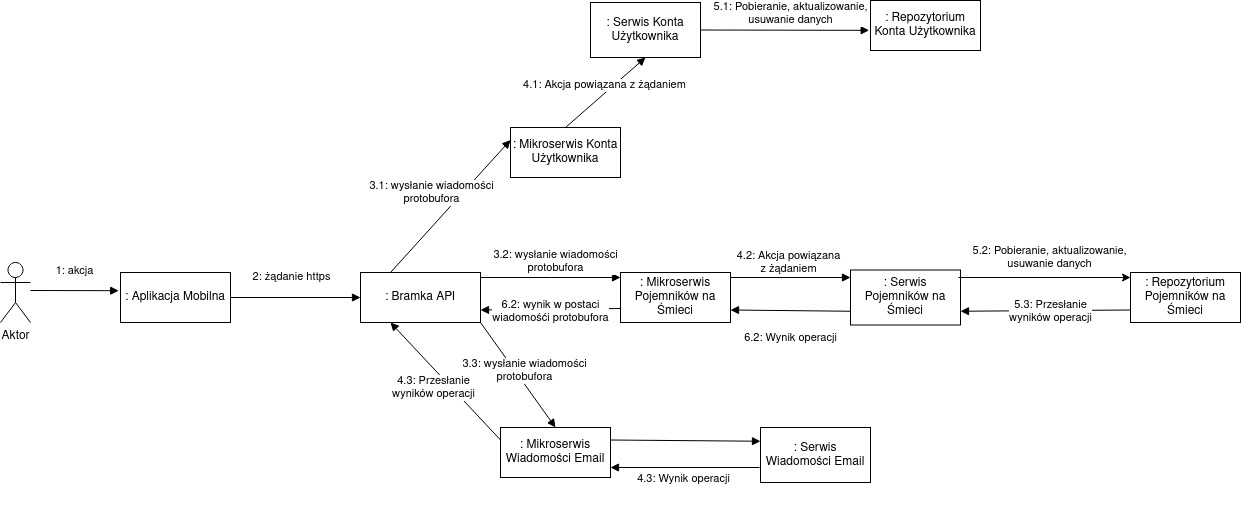 5.1: Pobieranie, aktualizowanie,
usuwanie danych
: Serwis Konta
Użytkownika
: Repozytorium
Konta Użytkownika
4.1: Akcja powiązana z żądaniem
: Mikroserwis Konta
Użytkownika
3.1: wysłanie wiadomości
protobufora
1: akcja
Aktor
: Aplikacja Mobilna
2: żądanie https
: Bramka API
3.2: wysłanie wiadomości
protobufora
6.2: wynik w postaci
wiadomośći protobufora
: Mikroserwis
Pojemników na
Śmieci
4.2: Akcja powiązana
z żądaniem
6.2: Wynik operacji
: Serwis
Pojemników na
Śmieci
5.2: Pobieranie, aktualizowanie,
usuwanie danych
5.3: Przesłanie
wyników operacji
: Repozytorium
Pojemników na
Śmieci
3.3: wysłanie wiadomości
protobufora
4.3: Przesłanie
wyników operacji
: Mikroserwis
Wiadomości Email
4.3: Wynik operacji
: Serwis
Wiadomości Email